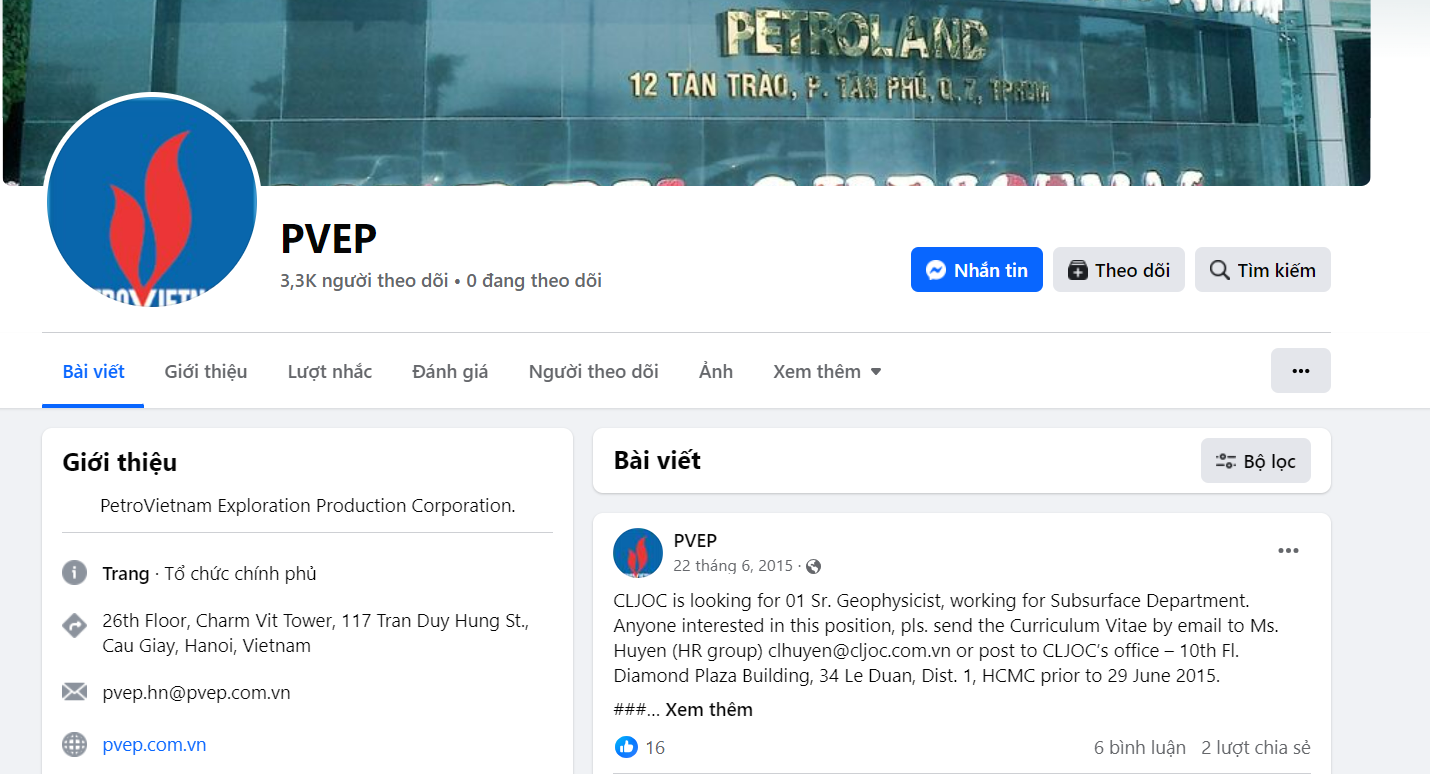 PETROLAND
12 TÂN TRÀO, P. TÂN PHÚ, Q.7, TPHCM
PVEP
3,3K người theo dõi • 0 đang theo dõi
Nhắn tin
Theo dõi
Tìm kiếm
Bài viết
Giới thiệu
Lượt nhắc
Đánh giá
Người theo dõi
Ảnh
Xem thêm
Giới thiệu
PetroVietnam Exploration Production Corporation.
Trang · Tổ chức chính phủ
26th Floor, Charm Vit Tower, 117 Tran Duy Hung St.,
Cau Giay, Hanoi, Vietnam
pvep.hn@pvep.com.vn
pvep.com.vn
Bài viết
Bộ lọc
PVEP
22 tháng 6, 2015 ·
CLJOC is looking for 01 Sr. Geophysicist, working for Subsurface Department.
Anyone interested in this position, pls. send the Curriculum Vitae by email to Ms.
Huyen (HR group) clhuyen@cljoc.com.vn or post to CLJOC’s office – 10th Fl.
Diamond Plaza Building, 34 Le Duan, Dist. 1, HCMC prior to 29 June 2015.
###... Xem thêm
16
6 bình luận 2 lượt chia sẻ